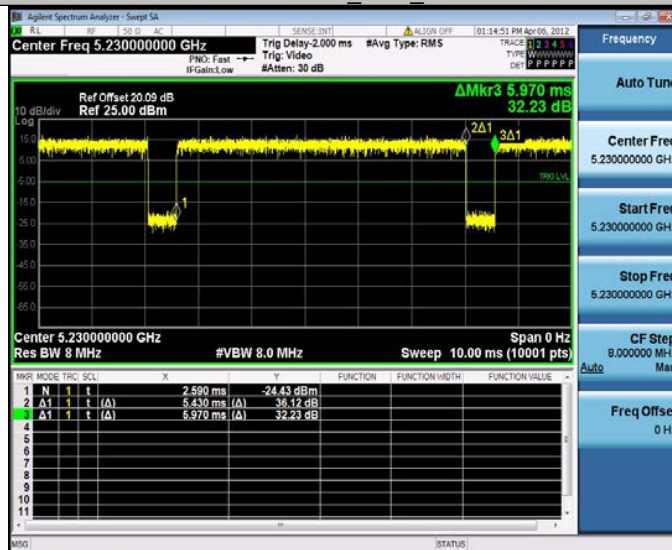 Agilent Spectrum Analyzer - Swept SA
RL RF 50 Ω AC SENSE:INT ALIGN OFF 01:14:51 PM Apr 06, 2012
Center Freq 5.230000000 GHz
PNO: Fast
IFGain:Low
Trig Delay-2.000 ms
Trig: Video
#Atten: 30 dB
#Avg Type: RMS
TRACE 1 2 3 4 5 6
TYPE
DET P P P P P P
Ref Offset 20.09 dB
10 dB/div Ref 25.00 dBm
Log
ΔMkr3 5.970 ms
32.23 dB
15.0
5.00
-5.00
-15.0
-25.0
-35.0
-45.0
-55.0
-65.0
2Δ1
3Δ1
1
TRIG LVL
Center 5.230000000 GHz Span 0 Hz
Res BW 8 MHz #VBW 8.0 MHz Sweep 10.00 ms (10001 pts)
MKR MODE TRC SCL X Y FUNCTION FUNCTION WIDTH FUNCTION VALUE
1 N 1 t 2.590 ms -24.43 dBm
2 Δ1 1 t (Δ) 5.430 ms (Δ) 36.12 dB
3 Δ1 1 t (Δ) 5.970 ms (Δ) 32.23 dB
4
5
6
7
8
9
10
11
MSG STATUS
Frequency
Auto Tune
Center Freq
5.230000000 GHz
Start Freq
5.230000000 GHz
Stop Freq
5.230000000 GHz
CF Step
8.000000 MHz
Auto Man
Freq Offset
0 Hz